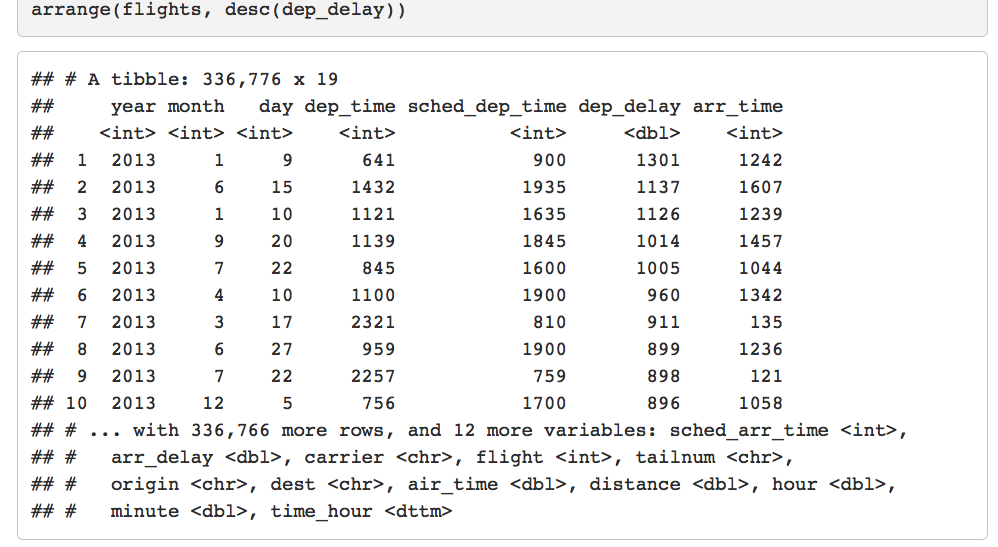 arrange(flights, desc(dep_delay))
## # A tibble: 336,776 x 19
##     year month   day dep_time sched_dep_time dep_delay arr_time
##    <int> <int> <int>    <int>          <int>     <dbl>    <int>
##  1  2013     1     9      641            900      1301     1242
##  2  2013     6    15     1432           1935      1137     1607
##  3  2013     1    10     1121           1635      1126     1239
##  4  2013     9    20     1139           1845      1014     1457
##  5  2013     7    22      845           1600      1005     1044
##  6  2013     4    10     1100           1900       960     1342
##  7  2013     3    17     2321            810       911      135
##  8  2013     6    27      959           1900       899     1236
##  9  2013     7    22     2257            759       898      121
## 10  2013    12     5      756           1700       896     1058
## # ... with 336,766 more rows, and 12 more variables: sched_arr_time <int>,
## #   arr_delay <dbl>, carrier <chr>, flight <int>, tailnum <chr>,
## #   origin <chr>, dest <chr>, air_time <dbl>, distance <dbl>, hour <dbl>,
## #   minute <dbl>, time_hour <dttm>